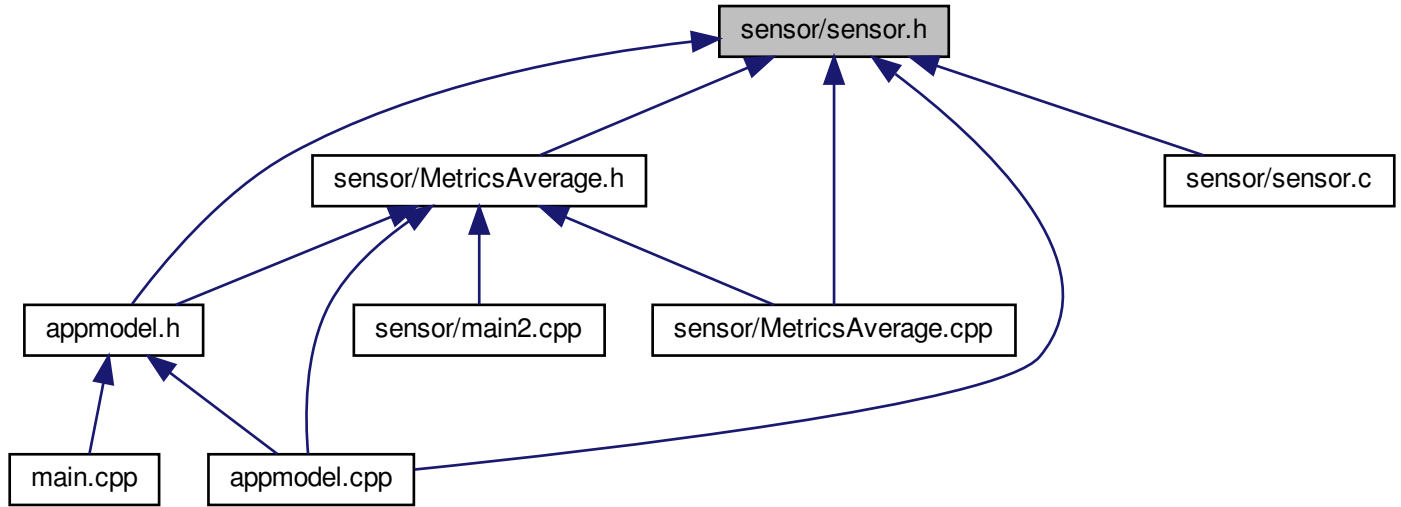 sensor/sensor.h
sensor/MetricsAverage.h
sensor/sensor.c
appmodel.h
sensor/main2.cpp
sensor/MetricsAverage.cpp
main.cpp
appmodel.cpp